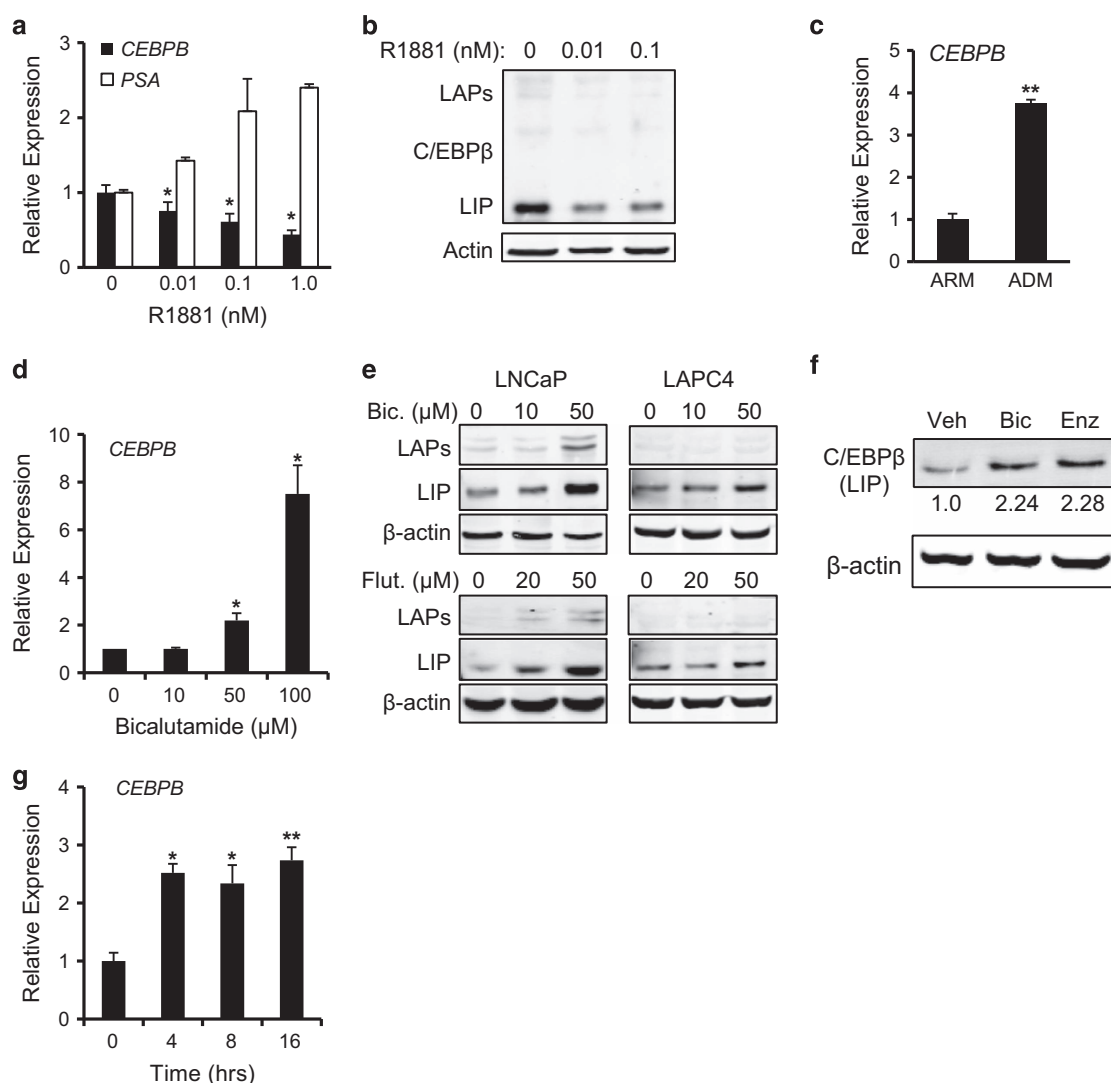 a
Relative Expression
3
2
1
0
CEBPB
PSA
*
*
*
0 0.01 0.1 1.0
R1881 (nM)
b
R1881 (nM): 0 0.01 0.1
LAPs
C/EBPβ
LIP
Actin
c
Relative Expression
5
4
3
2
1
0
CEBPB
**
ARM ADM
d
Relative Expression
10
8
6
4
2
0
CEBPB
*
*
0 10 50 100
Bicalutamide (µM)
e
LNCaP LAPC4
Bic. (µM) 0 10 50 0 10 50
LAPs
LIP
β-actin
Flut. (µM) 0 20 50 0 20 50
LAPs
LIP
β-actin
f
Veh Bic Enz
C/EBPβ
(LIP)
1.0 2.24 2.28
β-actin
g
Relative Expression
4
3
2
1
0
CEBPB
*
*
**
0 4 8 16
Time (hrs)